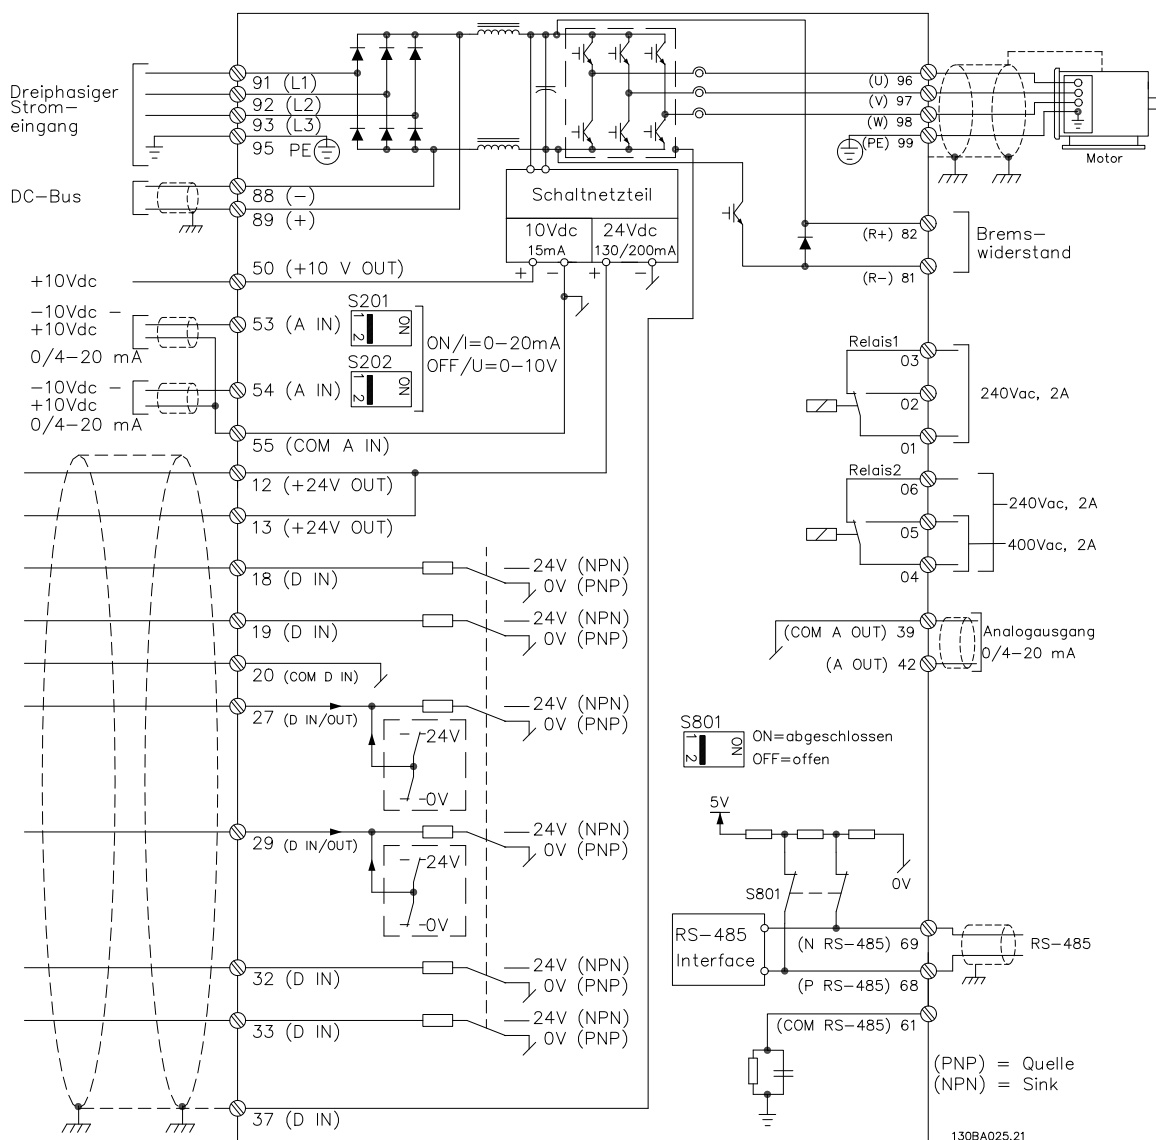 Dreiphasiger
Strom-
eingang
91 (L1)
92 (L2)
93 (L3)
95 PE
DC-Bus
88 (-)
89 (+)
+10Vdc
50 (+10 V OUT)
-10Vdc -
+10Vdc
0/4-20 mA
53 (A IN)
-10Vdc -
+10Vdc
0/4-20 mA
54 (A IN)
55 (COM A IN)
S201
1 2
ON
S202
1 2
ON
ON/I=0-20mA
OFF/U=0-10V
Schaltnetzteil
10Vdc
15mA
24Vdc
130/200mA
+ - + -
12 (+24V OUT)
13 (+24V OUT)
18 (D IN)
24V (NPN)
0V (PNP)
19 (D IN)
24V (NPN)
0V (PNP)
20 (COM D IN)
27 (D IN/OUT)
24V (NPN)
0V (PNP)
24V
0V
29 (D IN/OUT)
24V (NPN)
0V (PNP)
24V
0V
32 (D IN)
24V (NPN)
0V (PNP)
33 (D IN)
24V (NPN)
0V (PNP)
37 (D IN)
(U) 96
(V) 97
(W) 98
(PE) 99
Motor
(R+) 82
(R-) 81
Brems-
widerstand
Relais1
03
02
01
240Vac, 2A
Relais2
06
05
04
240Vac, 2A
400Vac, 2A
(COM A OUT) 39
(A OUT) 42
Analogausgang
0/4-20 mA
S801
1 2
ON
ON=abgeschlossen
OFF=offen
5V
0V
S801
RS-485
Interface
(N RS-485) 69
(P RS-485) 68
RS-485
(COM RS-485) 61
(PNP) = Quelle
(NPN) = Sink
130BA025.21